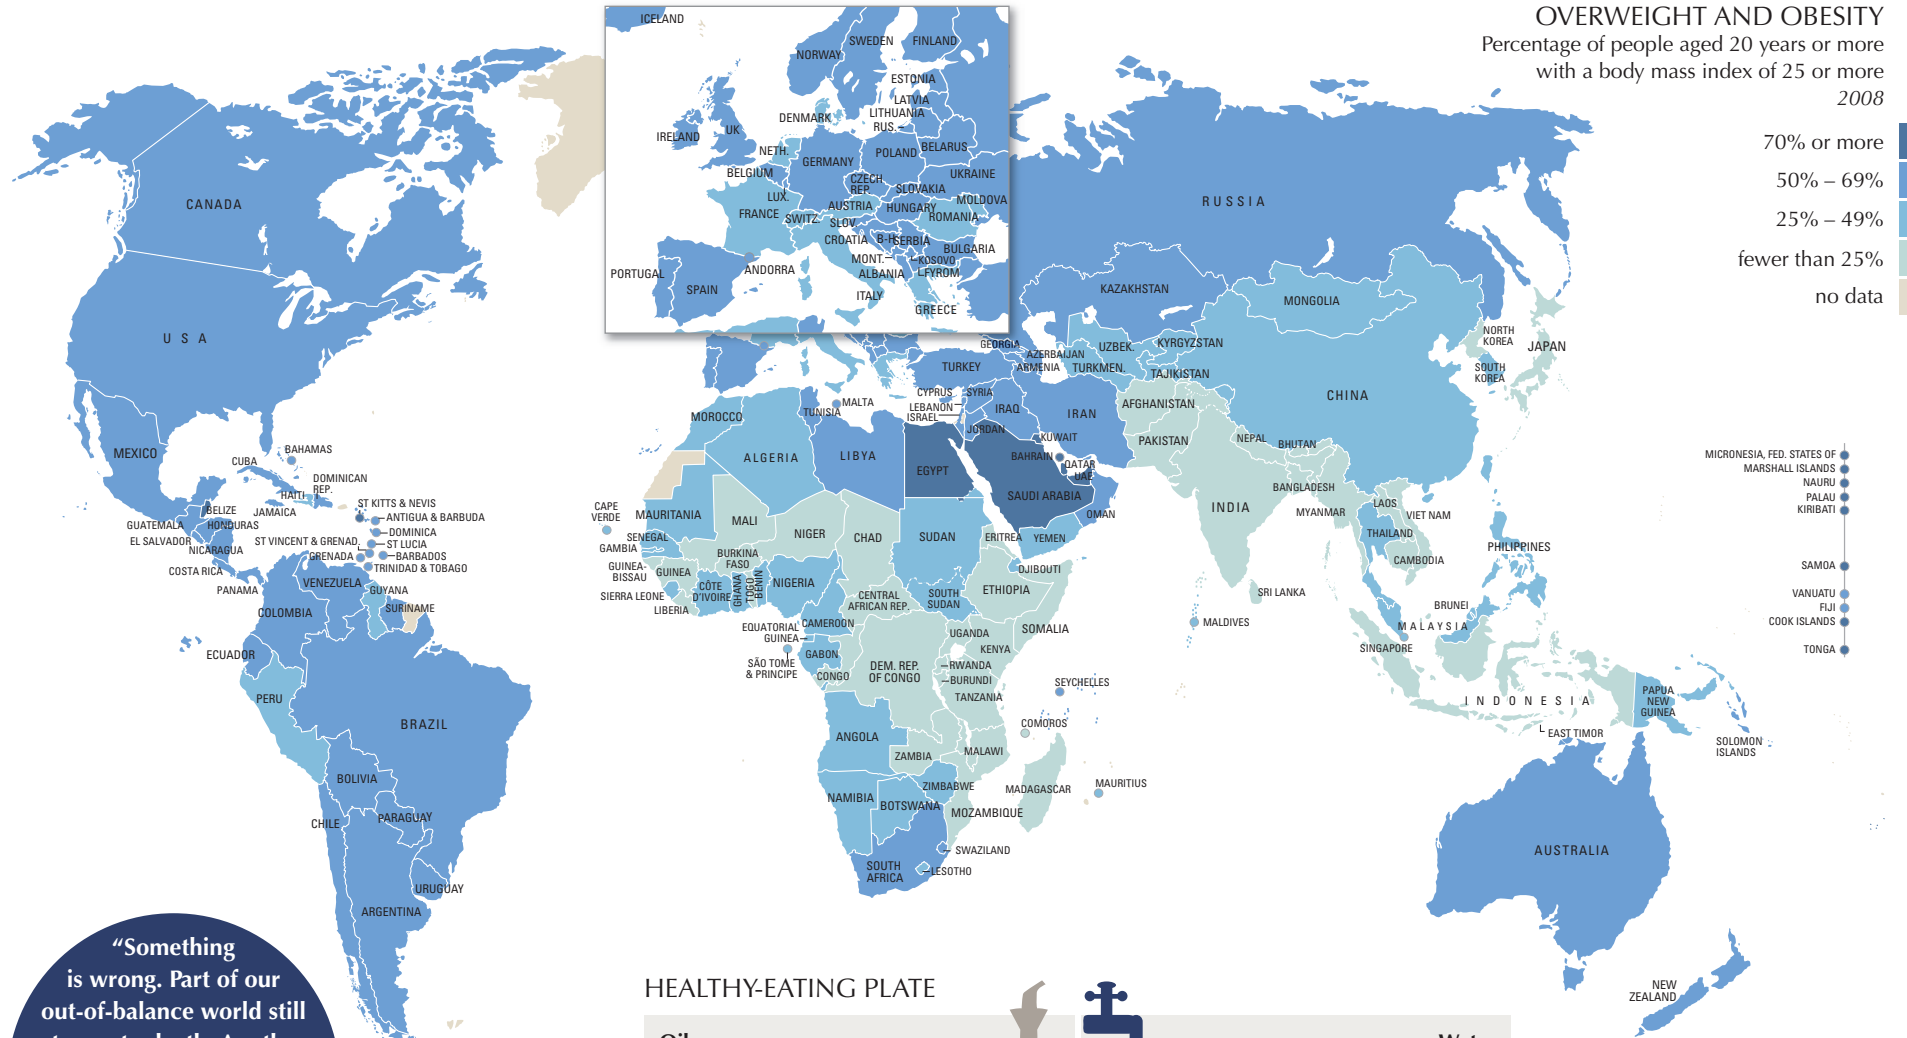 OVERWEIGHT AND OBESITY
Percentage of people aged 20 years or more
with a body mass index of 25 or more
2008
70% or more
50% – 69%
25% – 49%
fewer than 25%
no data
ICELAND
NORWAY
SWEDEN
FINLAND
ESTONIA
LATVIA
LITHUANIA
RUS.
DENMARK
IRELAND
UK
NETH.
GERMANY
POLAND
BELARUS
BELGIUM
CZECH
REP.
UKRAINE
SLOVAKIA
LUX.
AUSTRIA
HUNGARY
MOLDOVA
FRANCE
SWITZ.
SLOV.
ROMANIA
CROATIA
B-H
SERBIA
BULGARIA
MONT.
KOSOVO
PORTUGAL
ANDORRA
ALBANIA
FYROM
SPAIN
ITALY
GREECE
CANADA
USA
MEXICO
BAHAMAS
CUBA
DOMINICAN
REP.
HAITI
JAMAICA
BELIZE
ST KITTS & NEVIS
ANTIGUA & BARBUDA
GUATEMALA
HONDURAS
DOMINICA
EL SALVADOR
ST VINCENT & GRENAD.
ST LUCIA
NICARAGUA
GRENADA
BARBADOS
COSTA RICA
TRINIDAD & TOBAGO
PANAMA
VENEZUELA
GUYANA
COLOMBIA
SURINAME
ECUADOR
PERU
BRAZIL
BOLIVIA
CHILE
PARAGUAY
URUGUAY
ARGENTINA
RUSSIA
KAZAKHSTAN
MONGOLIA
GEORGIA
AZERBAIJAN
ARMENIA
UZBEK.
KYRGYZSTAN
TURKMEN.
TAJIKISTAN
NORTH
KOREA
JAPAN
SOUTH
KOREA
CHINA
TURKEY
CYPRUS
SYRIA
LEBANON
ISRAEL
IRAQ
IRAN
AFGHANISTAN
JORDAN
KUWAIT
PAKISTAN
NEPAL
BHUTAN
BAHRAIN
QATAR
UAE
SAUDI ARABIA
OMAN
YEMEN
INDIA
BANGLADESH
MYANMAR
LAOS
VIET NAM
THAILAND
CAMBODIA
PHILIPPINES
SRI LANKA
MALDIVES
BRUNEI
MALAYSIA
SINGAPORE
INDONESIA
EAST TIMOR
PAPUA
NEW
GUINEA
SOLOMON
ISLANDS
MALTA
TUNISIA
MOROCCO
ALGERIA
LIBYA
EGYPT
CAPE
VERDE
MAURITANIA
MALI
NIGER
CHAD
SUDAN
ERITREA
SENEGAL
GAMBIA
GUINEA-
BISSAU
GUINEA
SIERRA LEONE
LIBERIA
BURKINA
FASO
CÔTE
D'IVOIRE
GHANA
TOGO
BENIN
NIGERIA
DJIBOUTI
ETHIOPIA
CENTRAL
AFRICAN REP.
SOUTH
SUDAN
CAMEROON
EQUATORIAL
GUINEA
SÃO TOME
& PRINCIPE
GABON
CONGO
DEM. REP.
OF CONGO
UGANDA
KENYA
SOMALIA
RWANDA
BURUNDI
TANZANIA
SEYCHELLES
COMOROS
ANGOLA
ZAMBIA
MALAWI
ZIMBABWE
MADAGASCAR
MAURITIUS
NAMIBIA
BOTSWANA
MOZAMBIQUE
SWAZILAND
SOUTH
AFRICA
LESOTHO
MICRONESIA, FED. STATES OF
MARSHALL ISLANDS
NAURU
PALAU
KIRIBATI
SAMOA
VANUATU
FIJI
COOK ISLANDS
TONGA
AUSTRALIA
NEW
ZEALAND
“Something
is wrong. Part of our
out-of-balance world still
HEALTHY-EATING PLATE